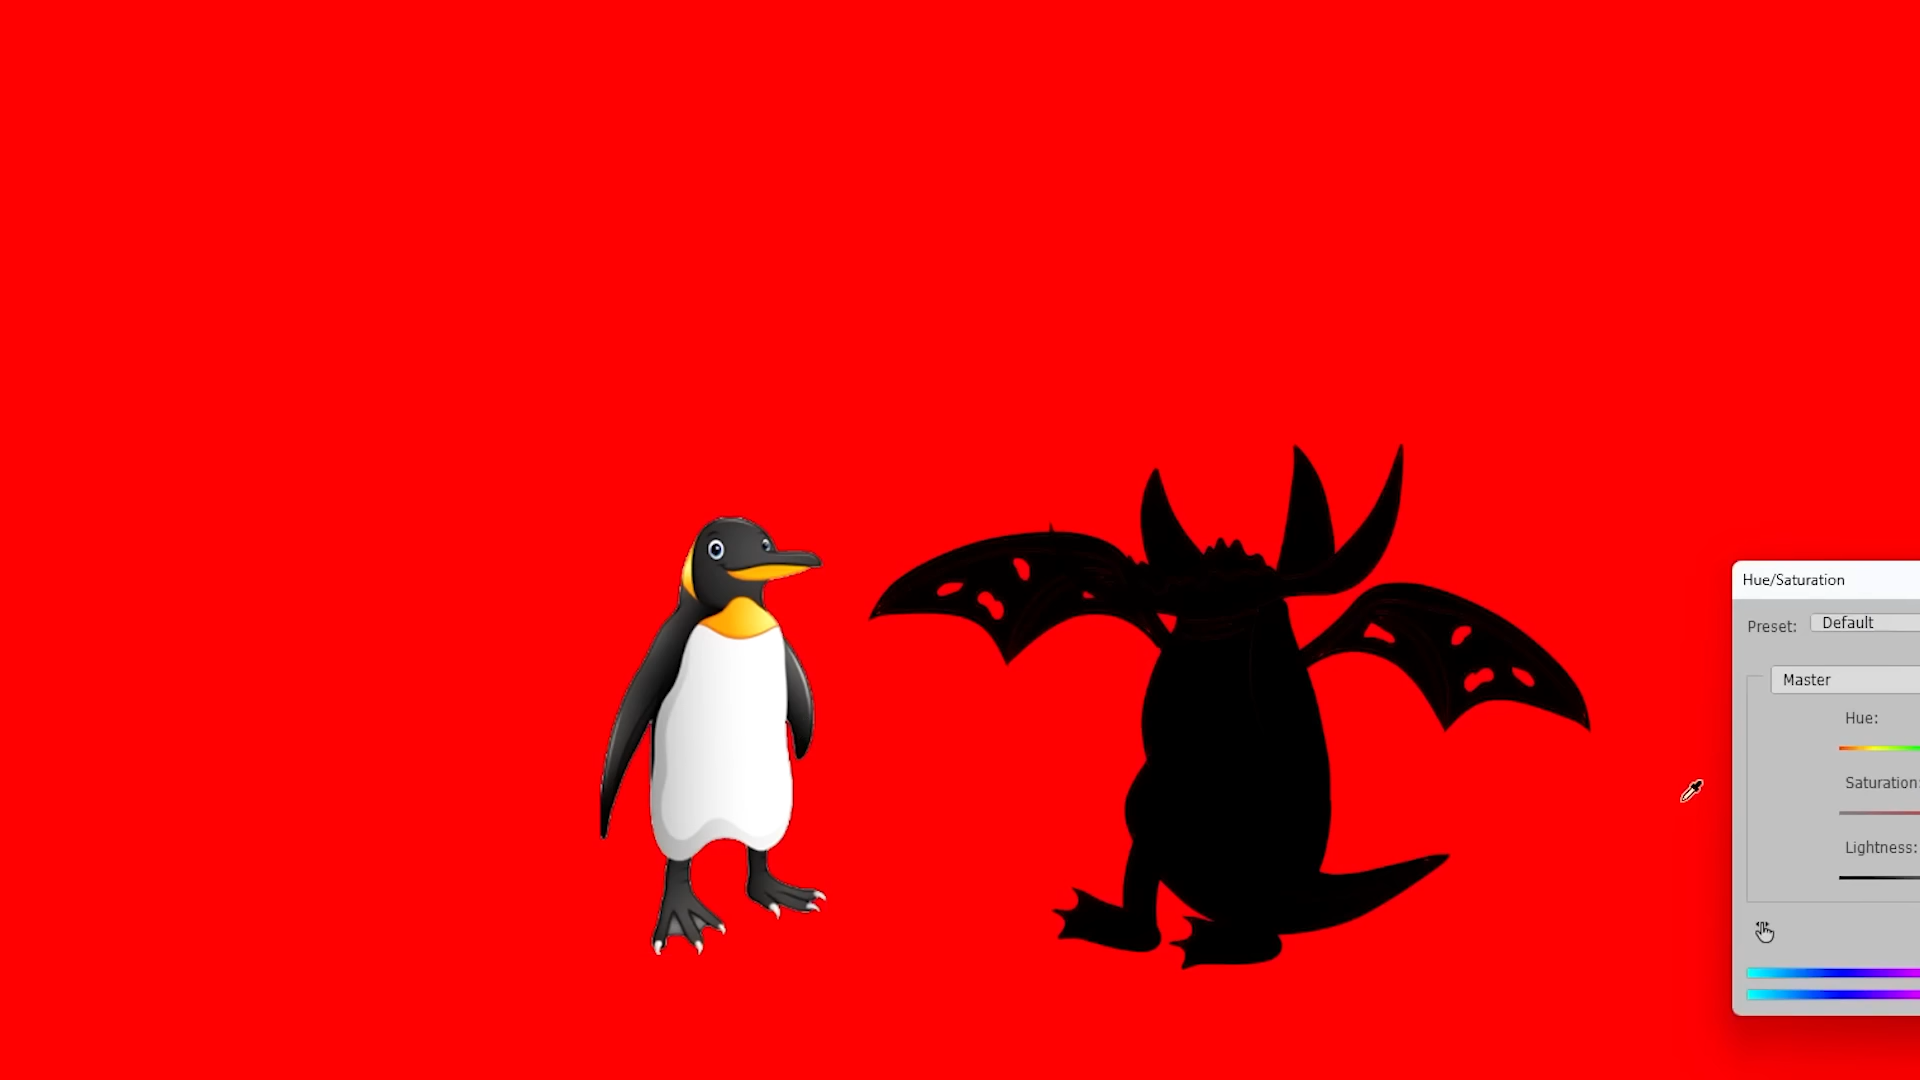 Hue/Saturation
Preset: Default
Master
Hue:
Saturation:
Lightness: